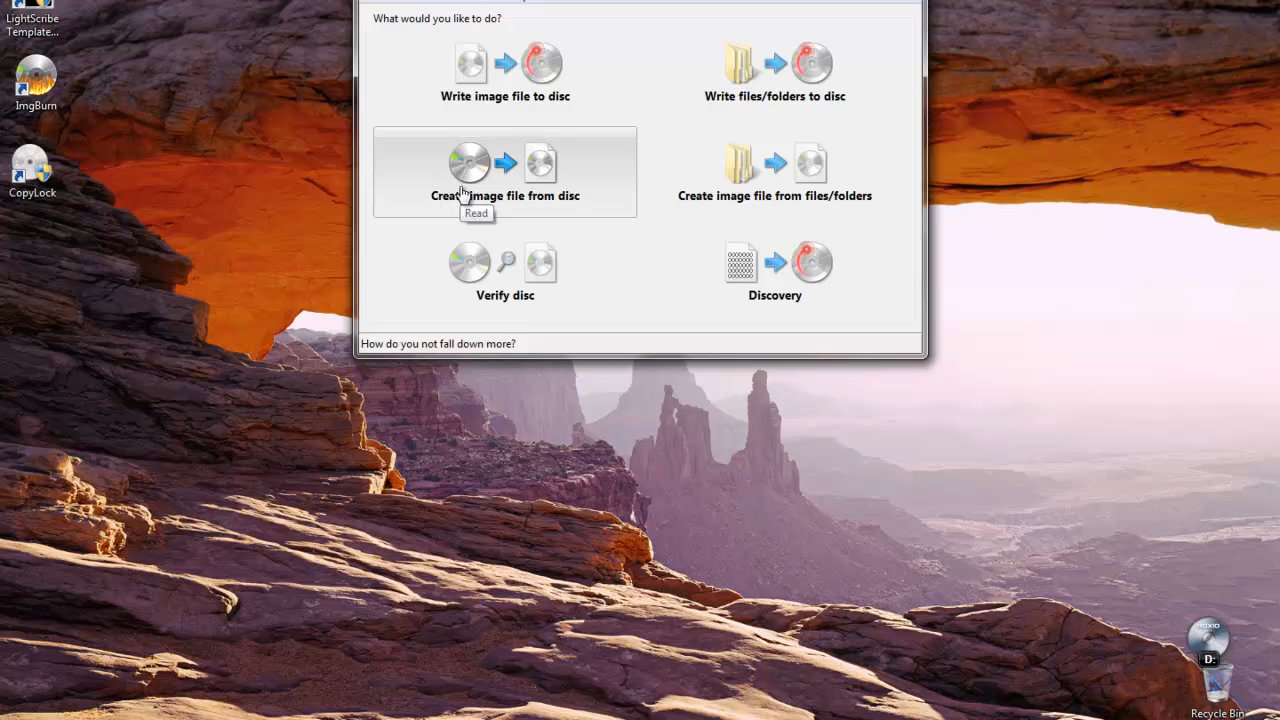 LightScribe
Template...
ImgBurn
CopyLock
What would you like to do?
Write image file to disc
Write files/folders to disc
Create image file from disc
Read
Create image file from files/folders
Verify disc
Discovery
How do you not fall down more?
ROXIO
D:
Recycle Bin